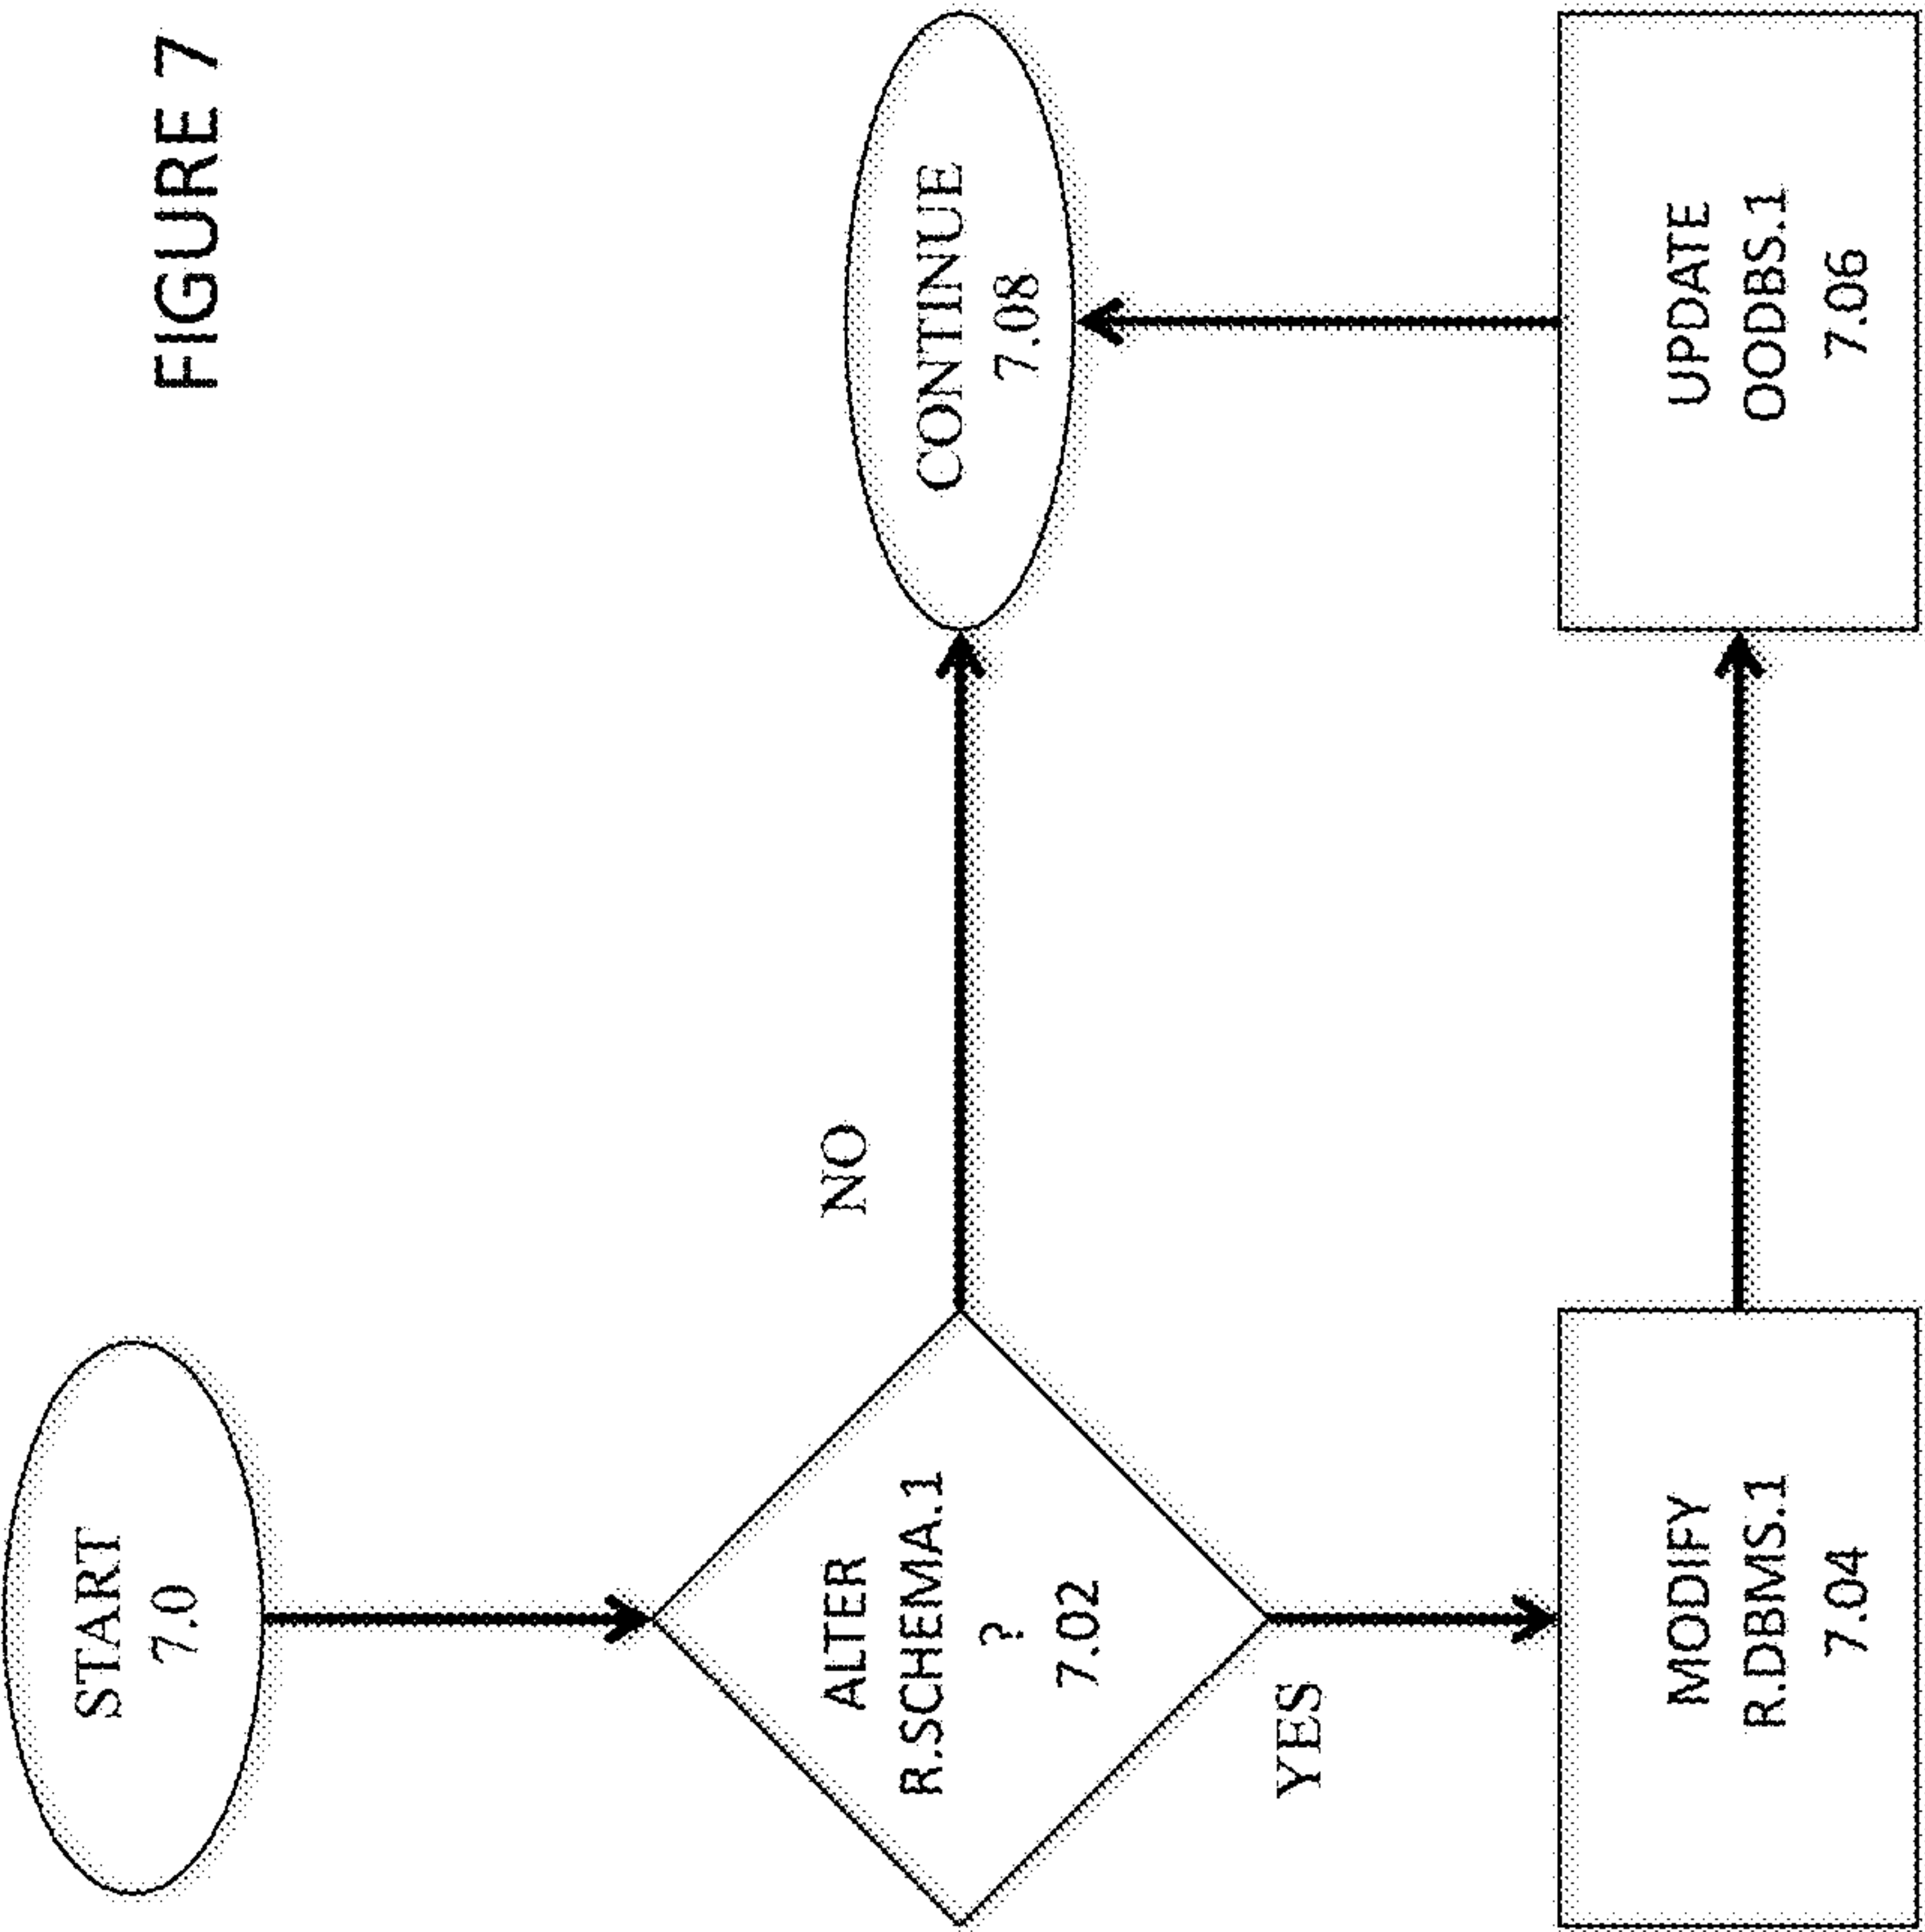 FIGURE 7
START
7.0
ALTER
R.SCHEMA.1
?
7.02
NO
CONTINUE
7.08
YES
MODIFY
R.DBMS.1
7.04
UPDATE
OODBS.1
7.06